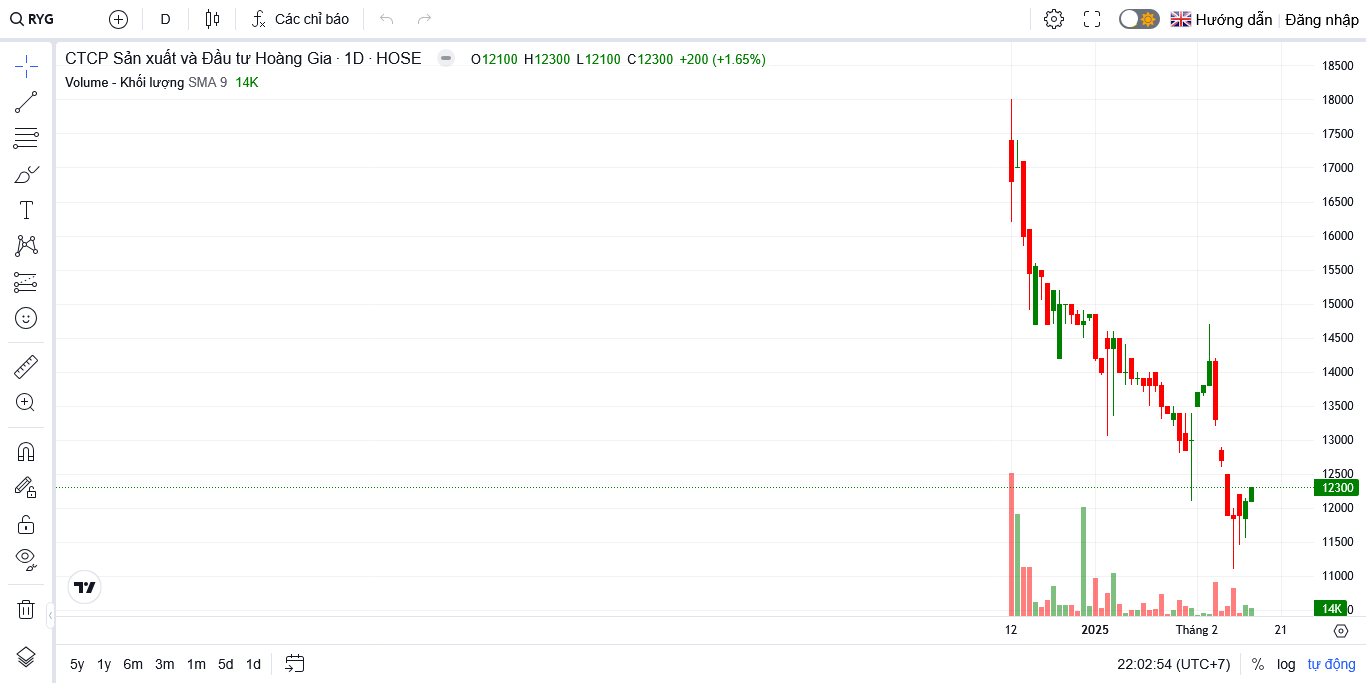 RYG D Các chỉ báo Hướng dẫn Đăng nhập
CTCP Sản xuất và Đầu tư Hoàng Gia · 1D · HOSE O12100 H12300 L12100 C12300 +200 (+1.65%)
Volume - Khối lượng SMA 9 14K
18500
18000
17500
17000
16500
16000
15500
15000
14500
14000
13500
13000
12500
12300
12000
11500
11000
14K 0
12 2025 Tháng 2 21
5y 1y 6m 3m 1m 5d 1d 22:02:54 (UTC+7) % log tự động